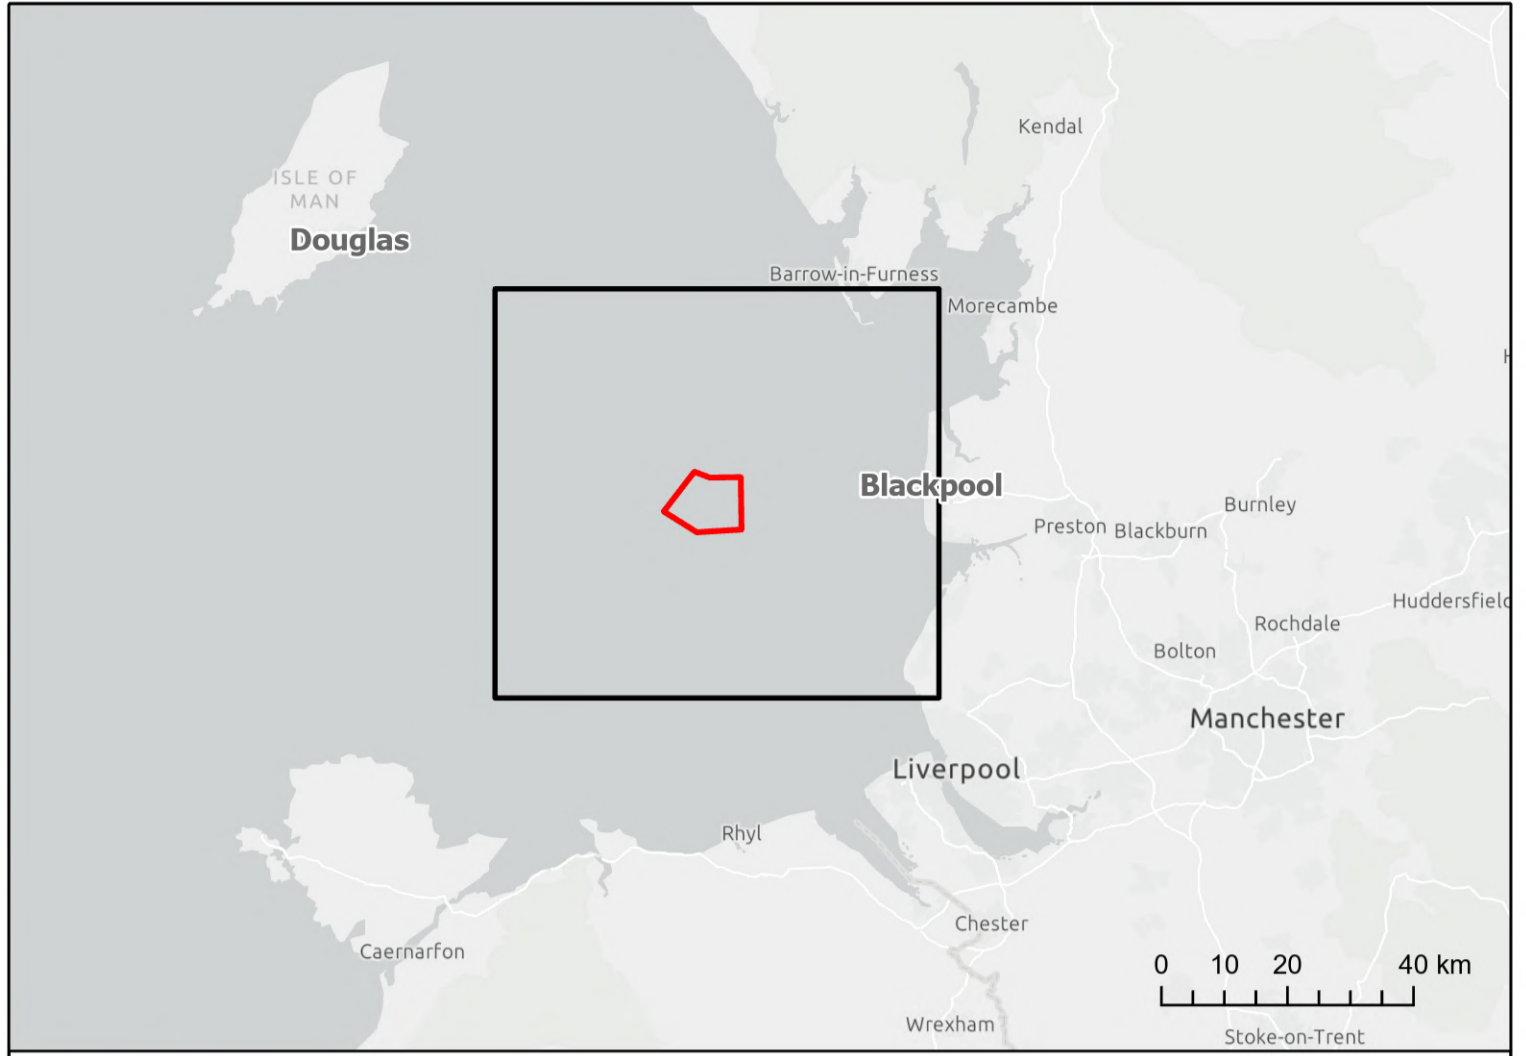 Kendal
ISLE OF
MAN
Douglas
Barrow-in-Furness
Morecambe
H
Blackpool
Burnley
Preston
Blackburn
Huddersfield
Rochdale
Bolton
Manchester
Liverpool
Rhyl
Chester
Caernarfon
0 10 20 40 km
Wrexham
Stoke-on-Trent